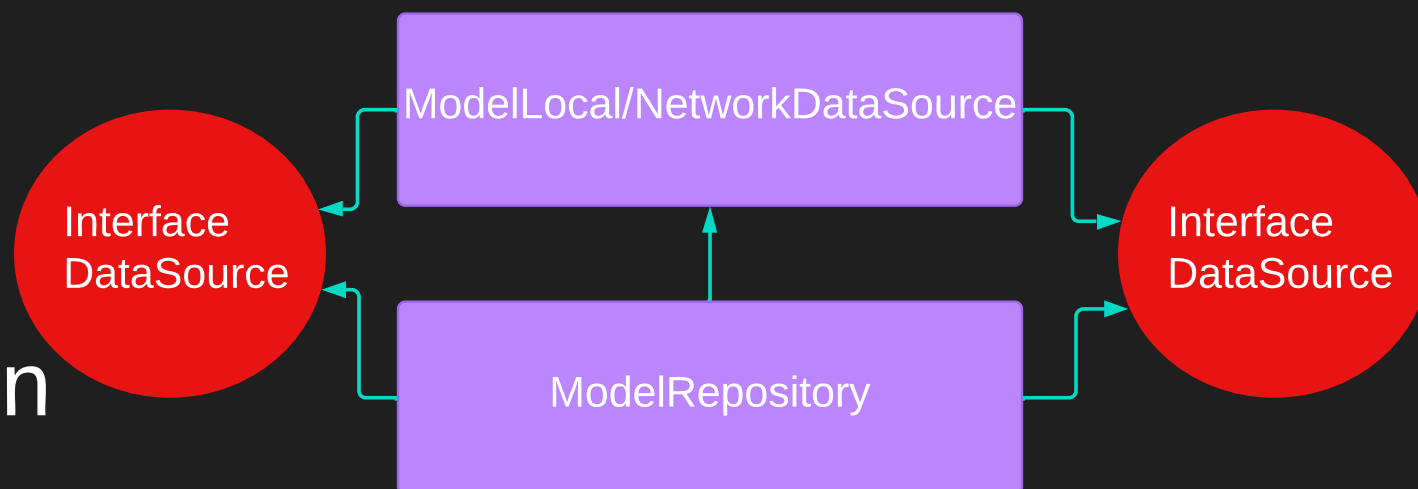 ModelLocal/NetworkDataSource
Interface
DataSource
Interface
DataSource
n
ModelRepository